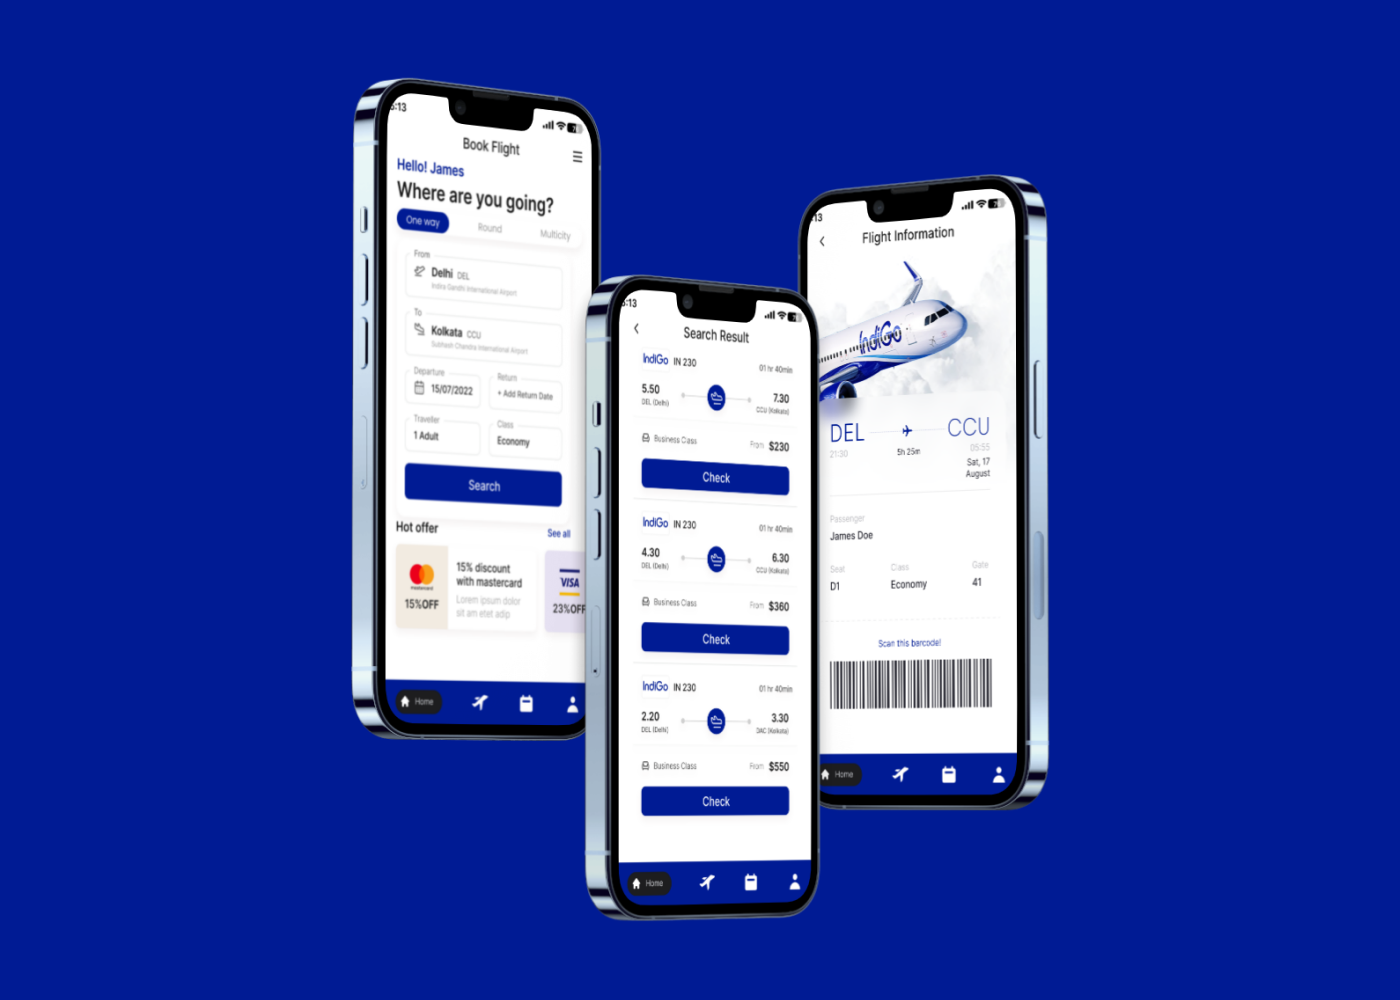 5:13
Book Flight
Hello! James
Where are you going?
One way
Round
Multicity
From
Delhi DEL
Indira Gandhi International Airport
To
Kolkata CCU
Subhash Chandra International Airport
Departure
15/07/2022
Return
+ Add Return Date
Traveller
1 Adult
Class
Economy
Search
Hot offer
See all
mastercard
15%OFF
15% discount
with mastercard
Lorem ipsum dolor
sit am etet adip
VISA
23%OFF
Home
5:13
Search Result
IndiGo IN 230
01 hr 40min
5.50
DEL (Delhi)
7.30
CCU (Kolkata)
Business Class
From $230
Check
IndiGo IN 230
01 hr 40min
4.30
DEL (Delhi)
6.30
CCU (Kolkata)
Business Class
From $360
Check
IndiGo IN 230
01 hr 40min
2.20
DEL (Delhi)
3.30
DAC (Kolkata)
Business Class
From $550
Check
Home
13
Flight Information
IndiGo
DEL
CCU
21:30
5h 25m
05:55
Sat, 17
August
Passenger
James Doe
Seat
Class
Gate
D1
Economy
41
Scan this barcode!
Home